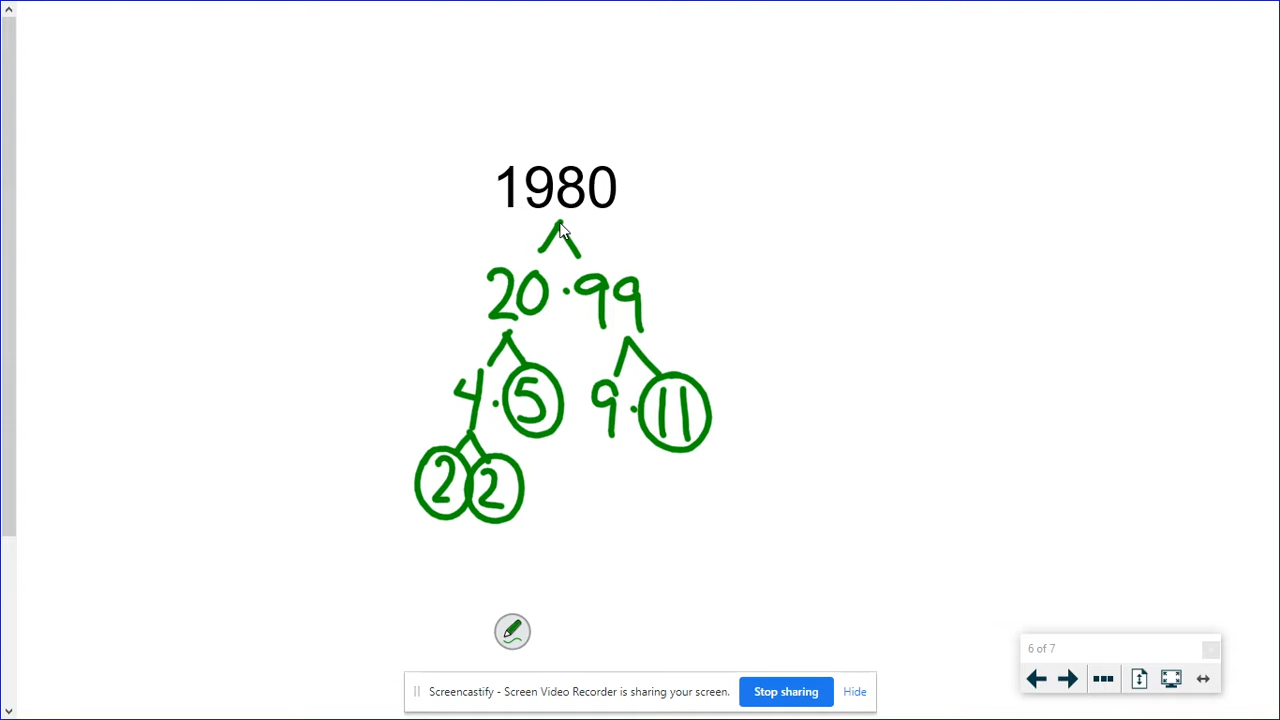 1980
20·99
4·5 9·11
2 2
6 of 7
Screencastify - Screen Video Recorder is sharing your screen. Stop sharing Hide